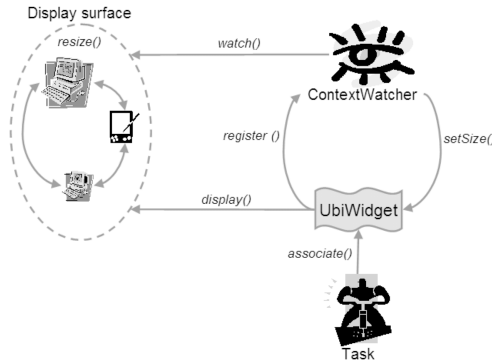 Display surface
resize()
watch()
ContextWatcher
register ()
setSize()
display()
UbiWidget
associate()
Task